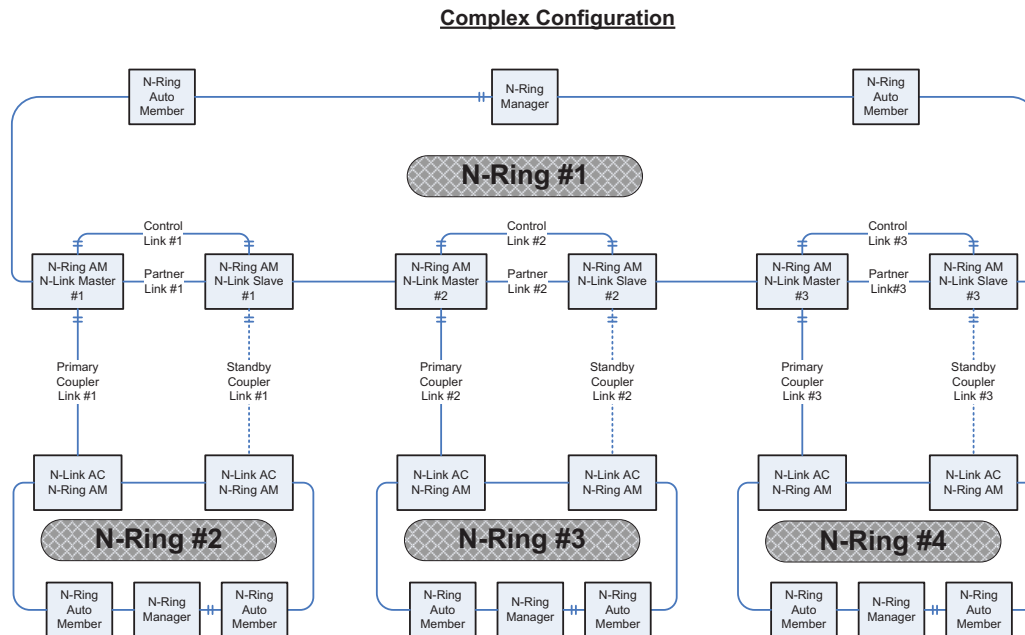 Complex Configuration
N-Ring
Auto
Member
N-Ring
Manager
N-Ring
Auto
Member
N-Ring #1
Control
Link #1
Control
Link #2
Control
Link #3
N-Ring AM
N-Link Master
#1
Partner
Link #1
N-Ring AM
N-Link Slave
#1
N-Ring AM
N-Link Master
#2
Partner
Link #2
N-Ring AM
N-Link Slave
#2
N-Ring AM
N-Link Master
#3
Partner
Link#3
N-Ring AM
N-Link Slave
#3
Primary
Coupler
Link #1
Standby
Coupler
Link #1
Primary
Coupler
Link #2
Standby
Coupler
Link #2
Primary
Coupler
Link #3
Standby
Coupler
Link #3
N-Link AC
N-Ring AM
N-Link AC
N-Ring AM
N-Link AC
N-Ring AM
N-Link AC
N-Ring AM
N-Link AC
N-Ring AM
N-Link AC
N-Ring AM
N-Ring #2
N-Ring #3
N-Ring #4
N-Ring
Auto
Member
N-Ring
Manager
N-Ring
Auto
Member
N-Ring
Auto
Member
N-Ring
Manager
N-Ring
Auto
Member
N-Ring
Auto
Member
N-Ring
Manager
N-Ring
Auto
Member